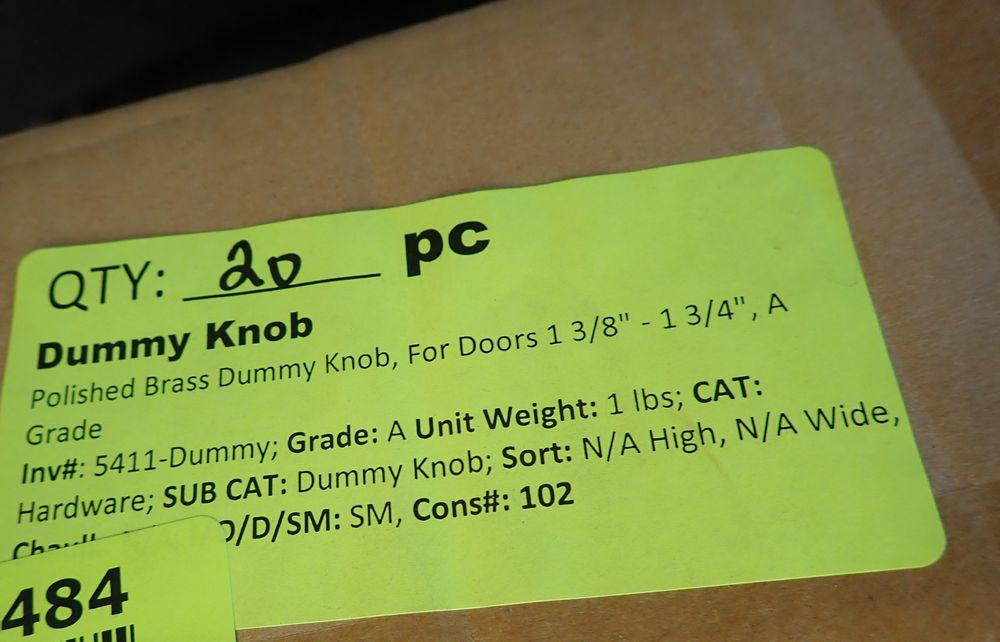 QTY: 20 pc
Dummy Knob
Polished Brass Dummy Knob, For Doors 1 3/8" - 1 3/4", A
Grade
Inv#: 5411-Dummy; Grade: A Unit Weight: 1 lbs; CAT:
Hardware; SUB CAT: Dummy Knob; Sort: N/A High, N/A Wide,
O/D/SM: SM, Cons#: 102
484